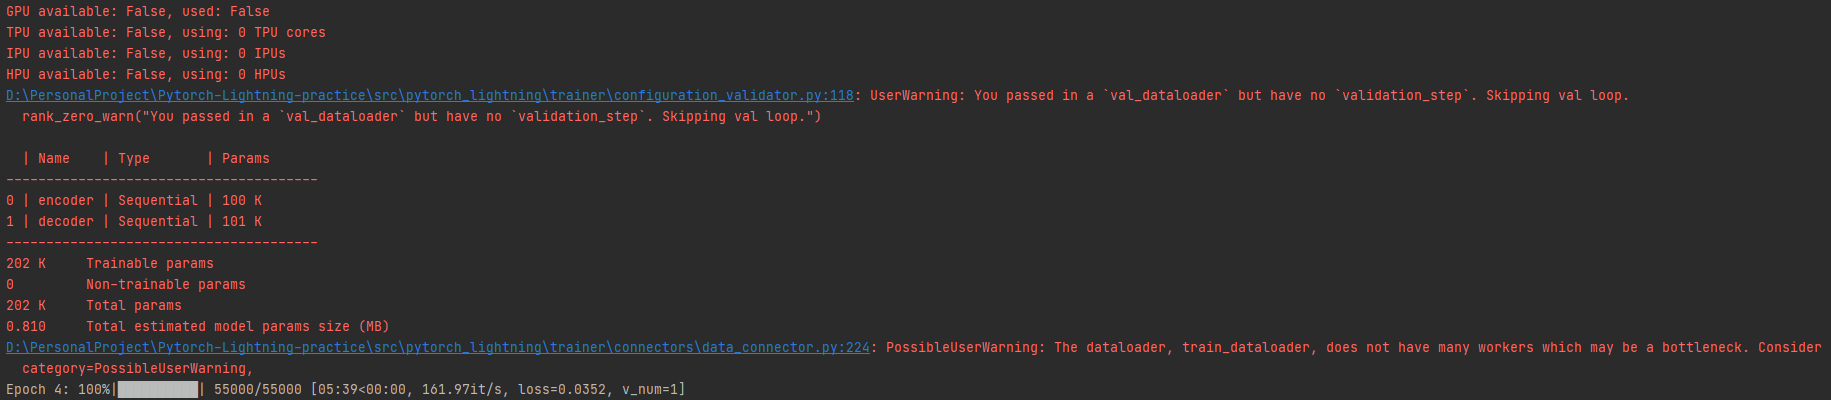 GPU available: False, used: False
TPU available: False, using: 0 TPU cores
IPU available: False, using: 0 IPUs
HPU available: False, using: 0 HPUs
D:\PersonalProject\Pytorch-Lightning-practice\src\pytorch_lightning\trainer\configuration_validator.py:118: UserWarning: You passed in a `val_dataloader` but have no `validation_step`. Skipping val loop.
  rank_zero_warn("You passed in a `val_dataloader` but have no `validation_step`. Skipping val loop.")

  | Name    | Type       | Params
---------------------------------------
0 | encoder | Sequential | 100 K
1 | decoder | Sequential | 101 K
---------------------------------------
202 K     Trainable params
0         Non-trainable params
202 K     Total params
0.810     Total estimated model params size (MB)
D:\PersonalProject\Pytorch-Lightning-practice\src\pytorch_lightning\trainer\connectors\data_connector.py:224: PossibleUserWarning: The dataloader, train_dataloader, does not have many workers which may be a bottleneck. Consider
  category=PossibleUserWarning,
Epoch 4: 100%|██████████| 55000/55000 [05:39<00:00, 161.97it/s, loss=0.0352, v_num=1]